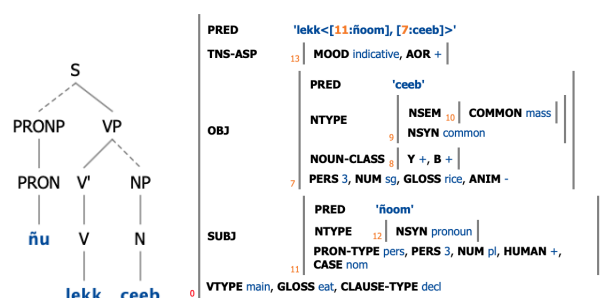 S
PRONP VP
PRON V' NP
ñu V N
lekk ceeb
PRED 'lekk<[11:ñoom], [7:ceeb]>'
TNS-ASP 13 MOOD indicative, AOR +
PRED 'ceeb'
NTYPE NSEM 10 COMMON mass
9 NSYN common
OBJ
NOUN-CLASS 8 Y +, B +
7 PERS 3, NUM sg, GLOSS rice, ANIM -
PRED 'ñoom'
NTYPE 12 NSYN pronoun
SUBJ
PRON-TYPE pers, PERS 3, NUM pl, HUMAN +,
11 CASE nom
0 VTYPE main, GLOSS eat, CLAUSE-TYPE decl